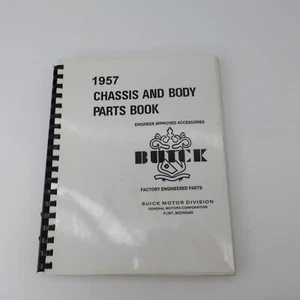 1957
CHASSIS AND BODY
PARTS BOOK
ENGINEER APPROVED ACCESSORIES
BUICK
FACTORY ENGINEERED PARTS
BUICK MOTOR DIVISION
GENERAL MOTORS CORPORATION
FLINT, MICHIGAN